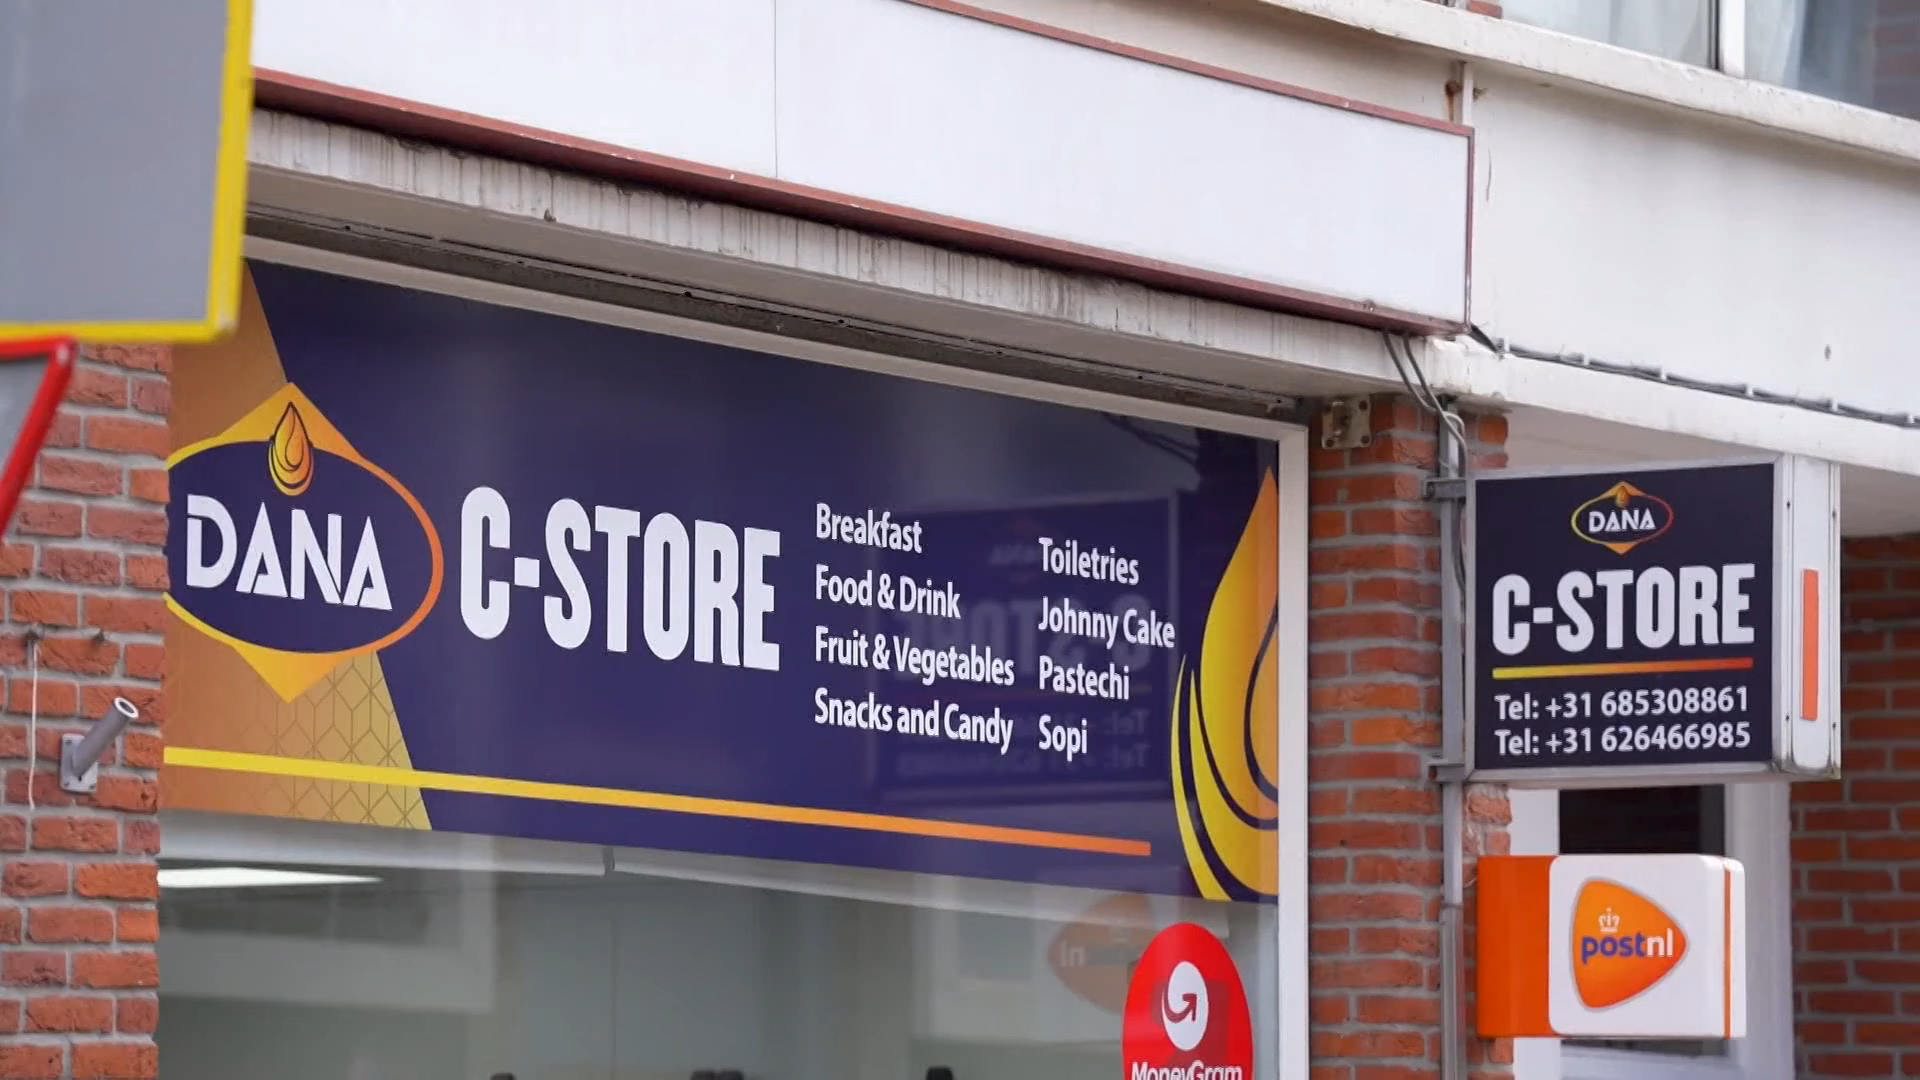 DANA
C-STORE
Breakfast
Food & Drink
Fruit & Vegetables
Snacks and Candy
Toiletries
Johnny Cake
Pastechi
Sopi
DANA
C-STORE
Tel: +31 685308861
Tel: +31 626466985
postnl
MoneyGram